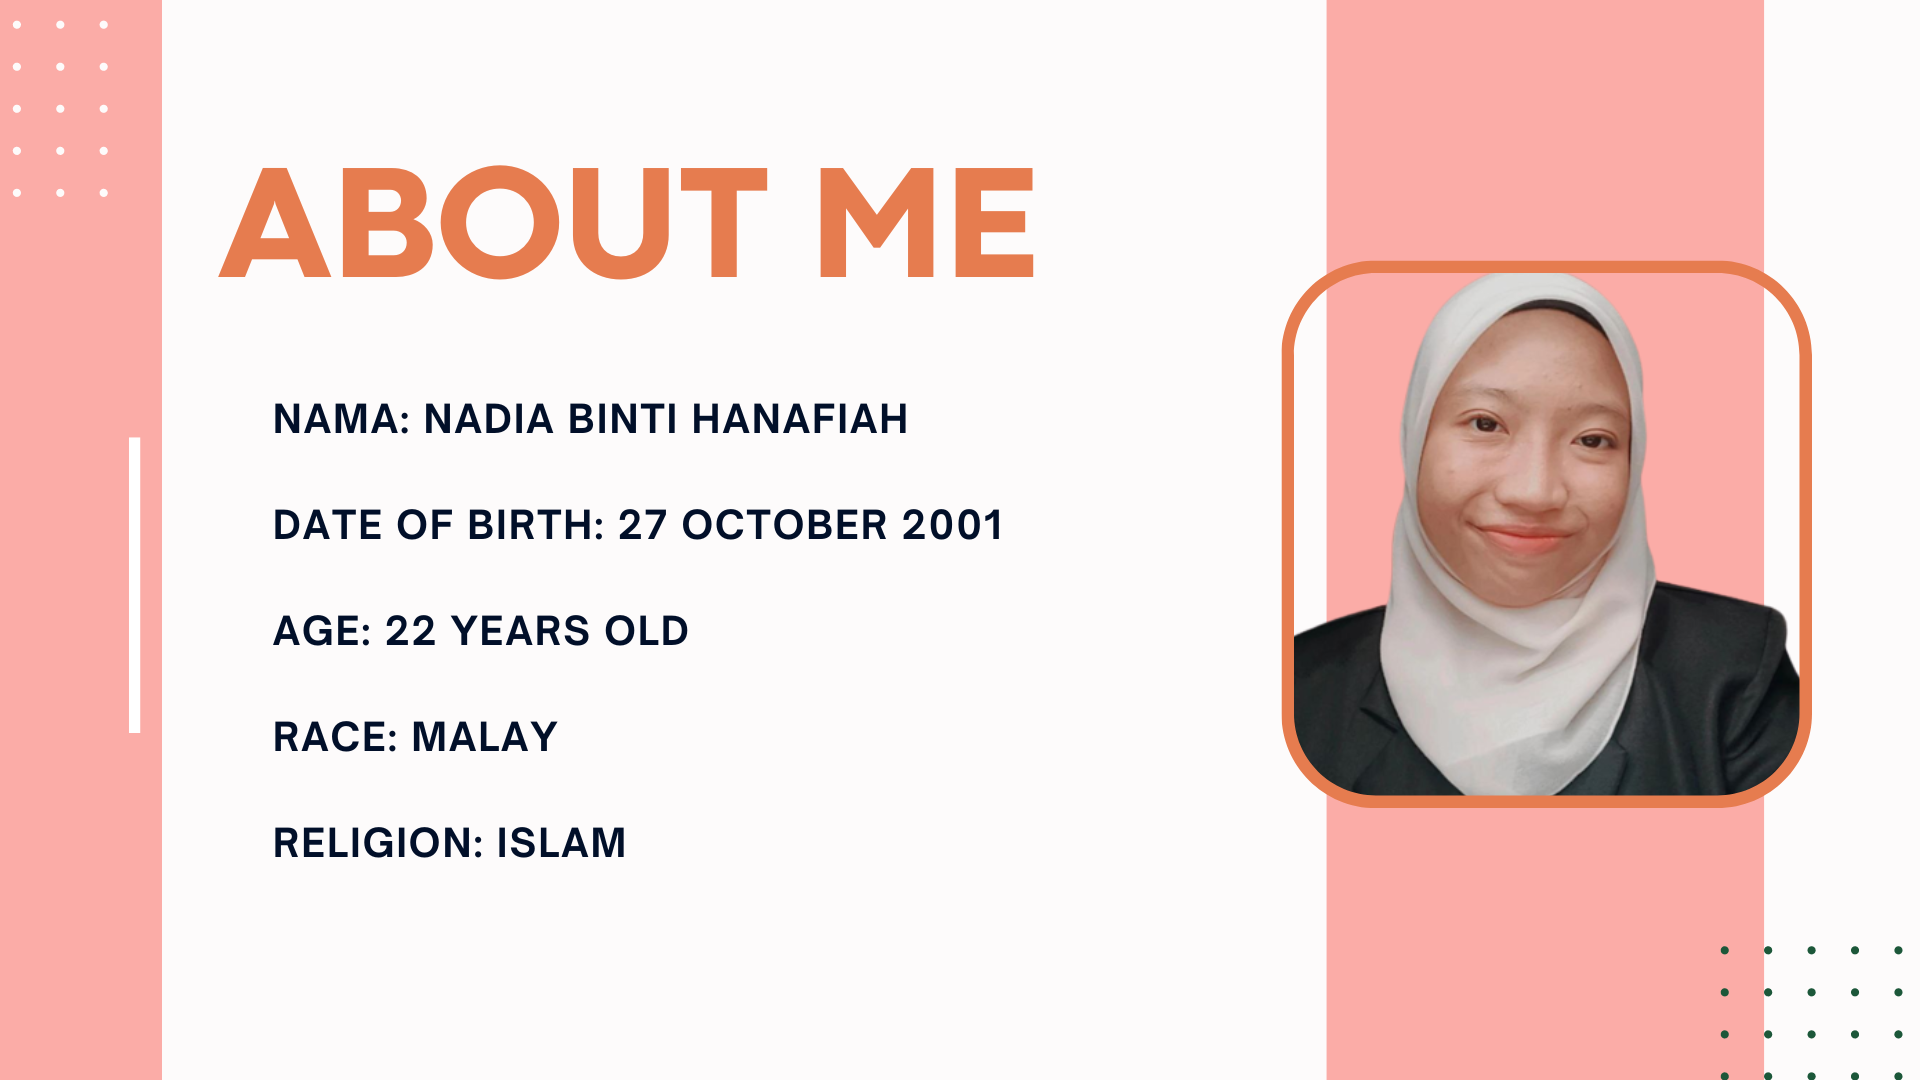 ABOUT ME
NAMA: NADIA BINTI HANAFIAH
DATE OF BIRTH: 27 OCTOBER 2001
AGE: 22 YEARS OLD
RACE: MALAY
RELIGION: ISLAM